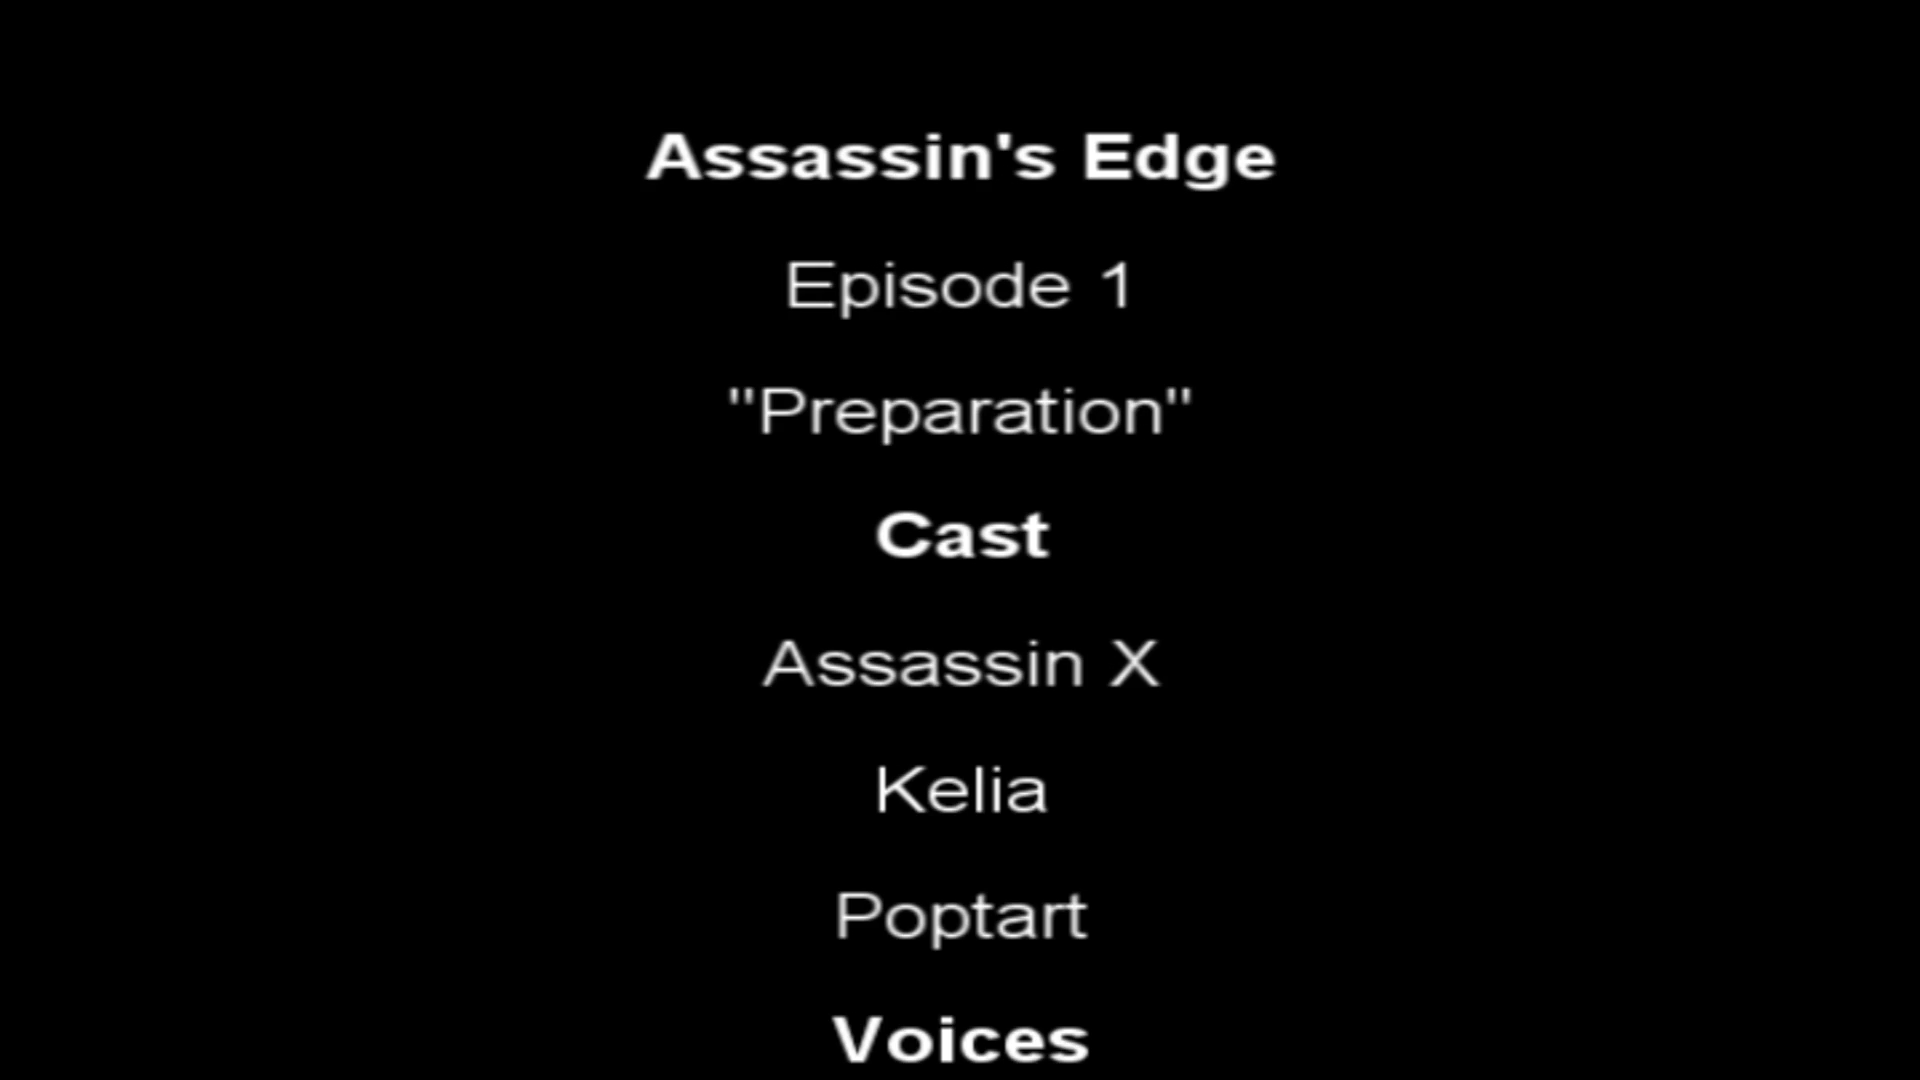 Assassin's Edge
Episode 1
"Preparation"
Cast
Assassin X
Kelia
Poptart
Voices